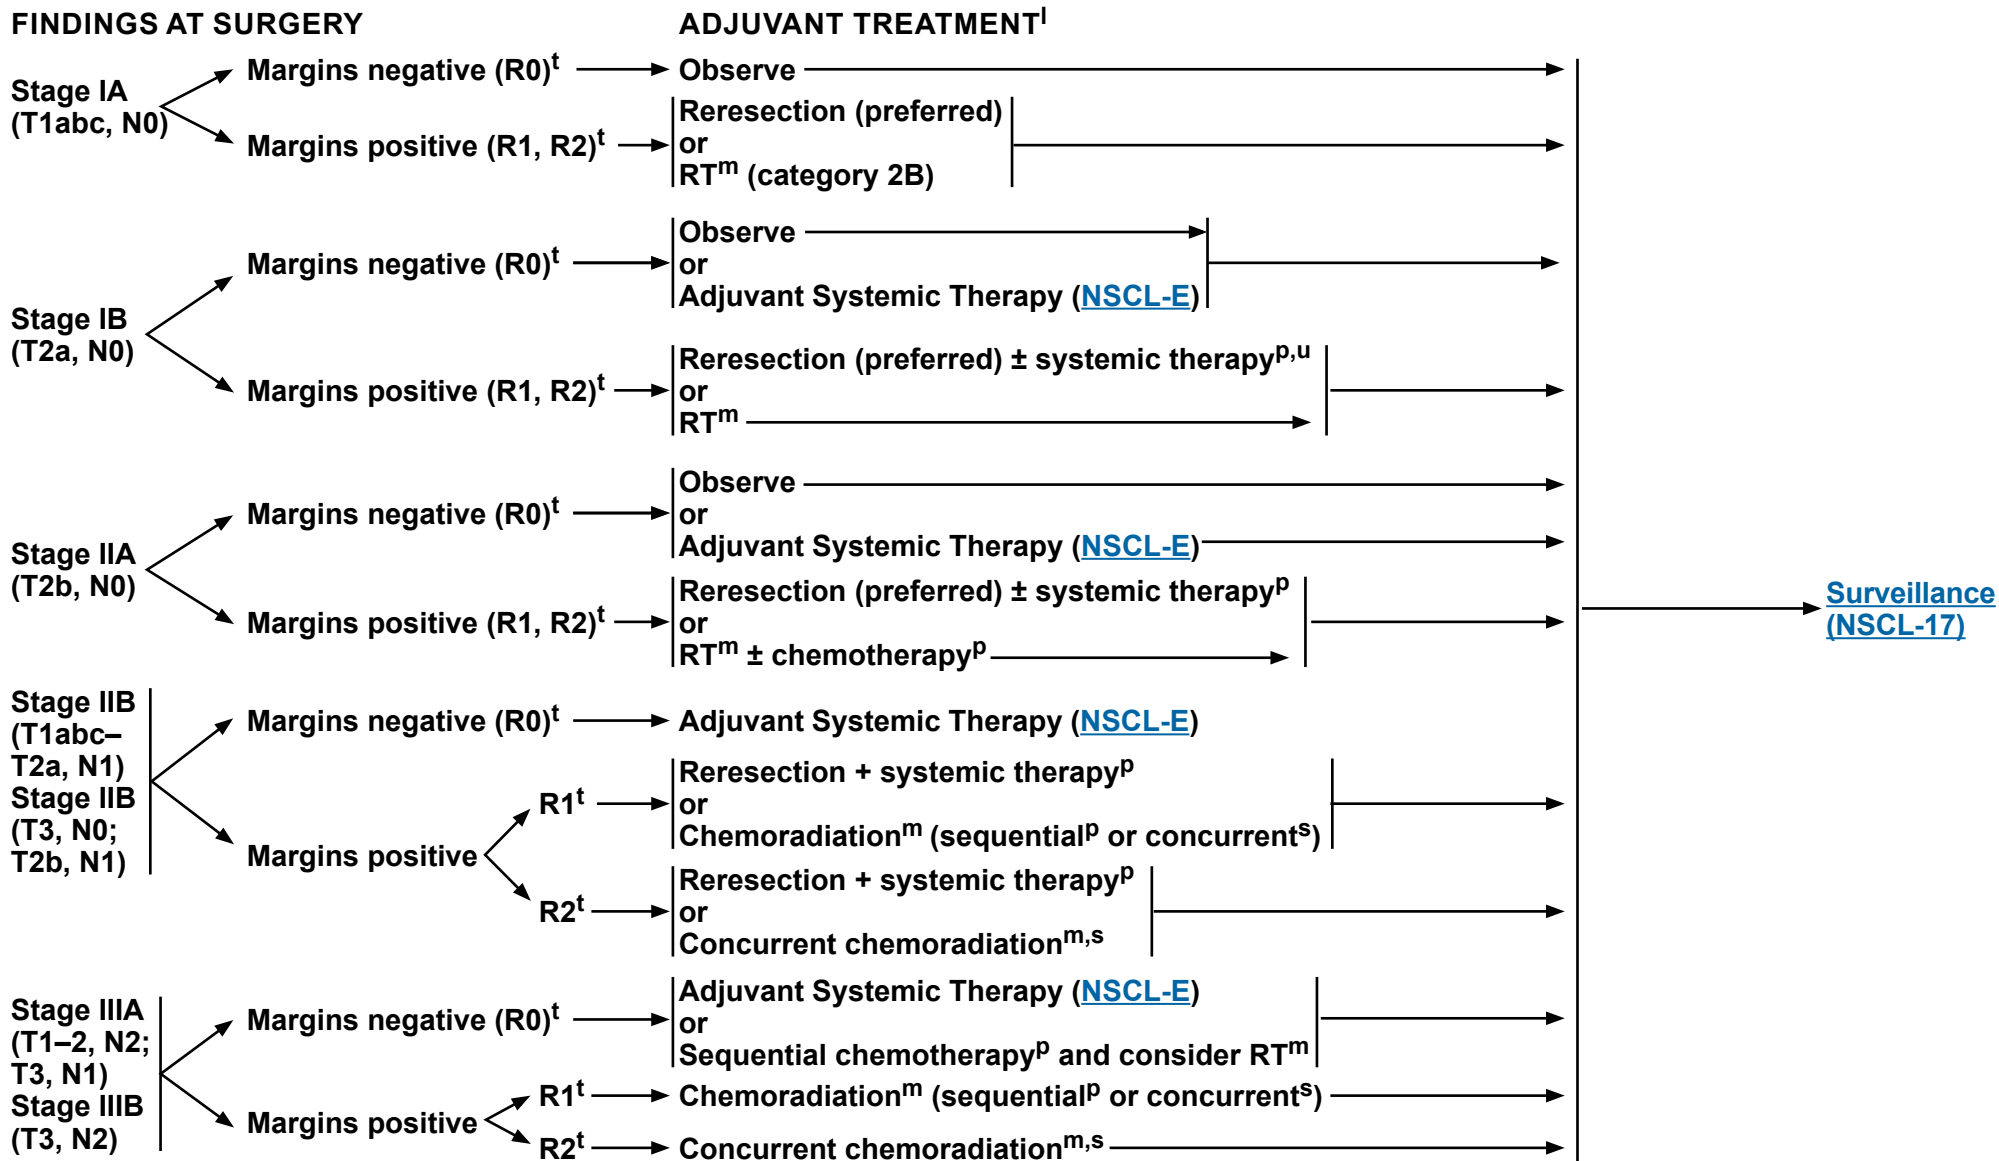 FINDINGS AT SURGERY
ADJUVANT TREATMENTl
Stage IA
(T1abc, N0)
Margins negative (R0)t
Observe
Margins positive (R1, R2)t
Reresection (preferred)
or
RTm (category 2B)
Stage IB
(T2a, N0)
Margins negative (R0)t
Observe
or
Adjuvant Systemic Therapy (NSCL-E)
Margins positive (R1, R2)t
Reresection (preferred) ± systemic therapyp,u
or
RTm
Stage IIA
(T2b, N0)
Margins negative (R0)t
Observe
or
Adjuvant Systemic Therapy (NSCL-E)
Margins positive (R1, R2)t
Reresection (preferred) ± systemic therapyp
or
RTm ± chemotherapyp
Stage IIB
(T1abc–
T2a, N1)
Stage IIB
(T3, N0;
T2b, N1)
Margins negative (R0)t
Adjuvant Systemic Therapy (NSCL-E)
Margins positive
R1t
Reresection + systemic therapyp
or
Chemoradiationm (sequentialp or concurrents)
R2t
Reresection + systemic therapyp
or
Concurrent chemoradiationm,s
Stage IIIA
(T1–2, N2;
T3, N1)
Stage IIIB
(T3, N2)
Margins negative (R0)t
Adjuvant Systemic Therapy (NSCL-E)
or
Sequential chemotherapyp and consider RTm
Margins positive
R1t
Chemoradiationm (sequentialp or concurrents)
R2t
Concurrent chemoradiationm,s
Surveillance
(NSCL-17)